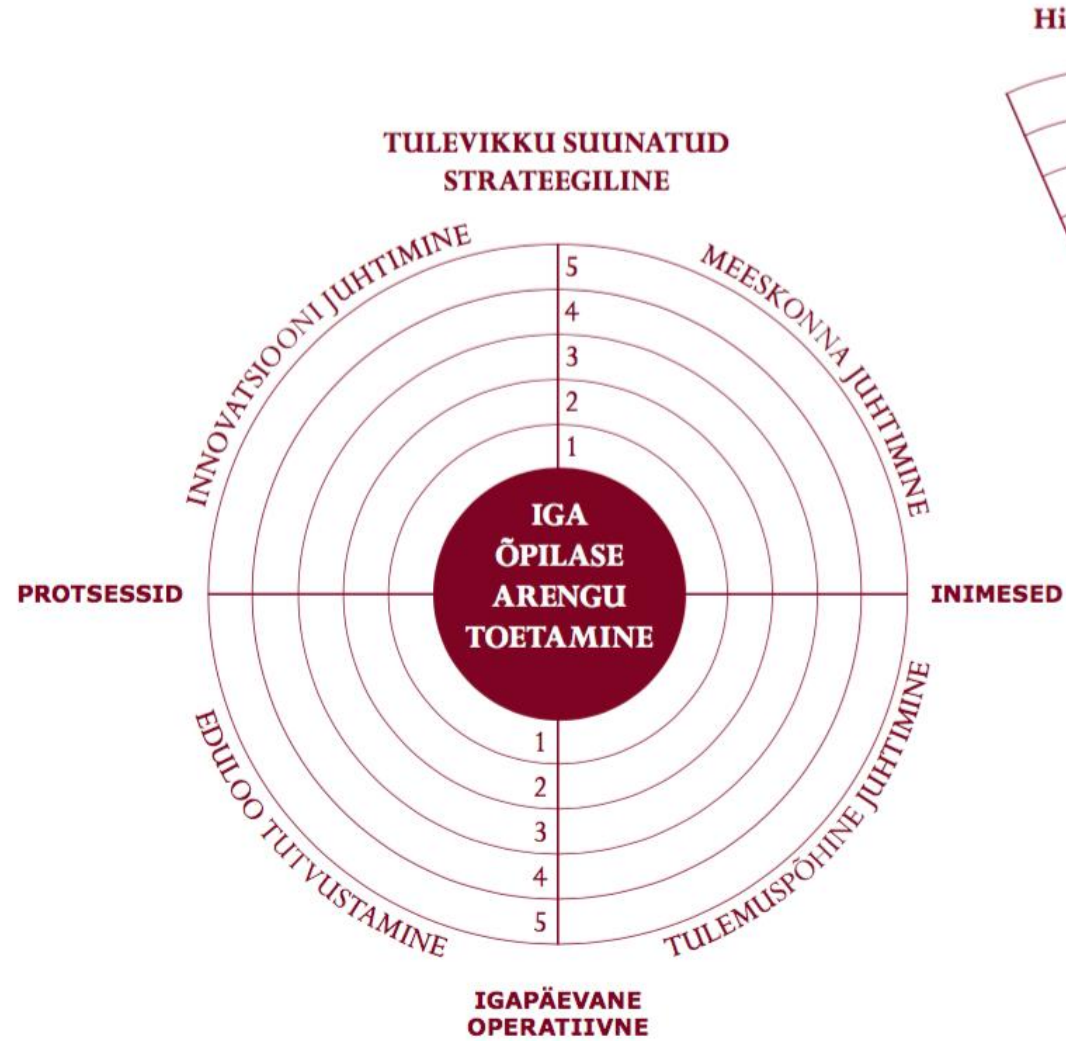 Hi
TULEVIKKU SUUNATUD
STRATEEGILINE
INNOVATSIOONI JUHTIMINE
MEESKONNA JUHTIMINE
5
4
3
2
1
IGA
ÕPILASE
ARENGU
TOETAMINE
PROTSESSID
INIMESED
1
2
3
4
5
EDULOO TUTVUSTAMINE
TULEMUSPÕHINE JUHTIMINE
IGAPÄEVANE
OPERATIIVNE